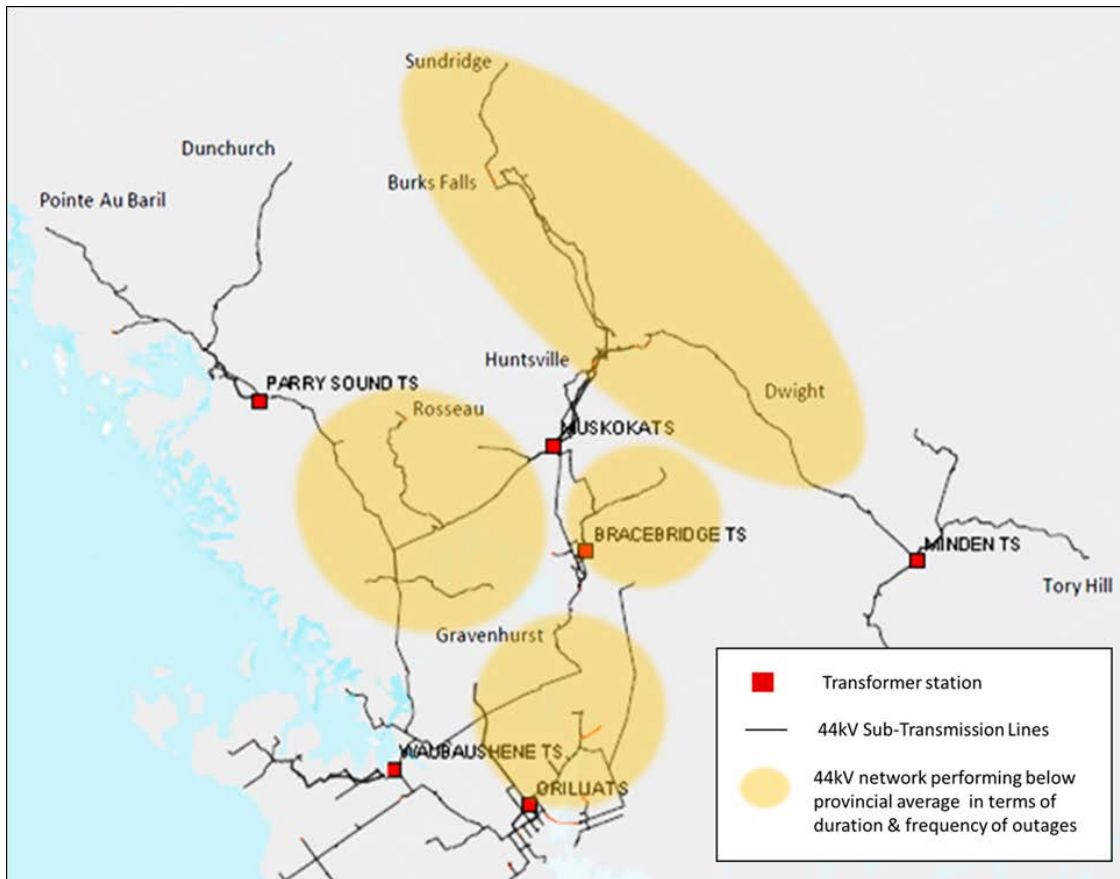 Sundridge
Dunchurch
Burks Falls
Pointe Au Baril
Huntsville
PARRY SOUND TS
Dwight
Rosseau
MUSKOKA TS
BRACEBRIDGE TS
MINDEN TS
Tory Hill
Gravenhurst
WAUBAUSHENE TS
ORILLIA TS
Transformer station
44kV Sub-Transmission Lines
44kV network performing below
provincial average in terms of
duration & frequency of outages